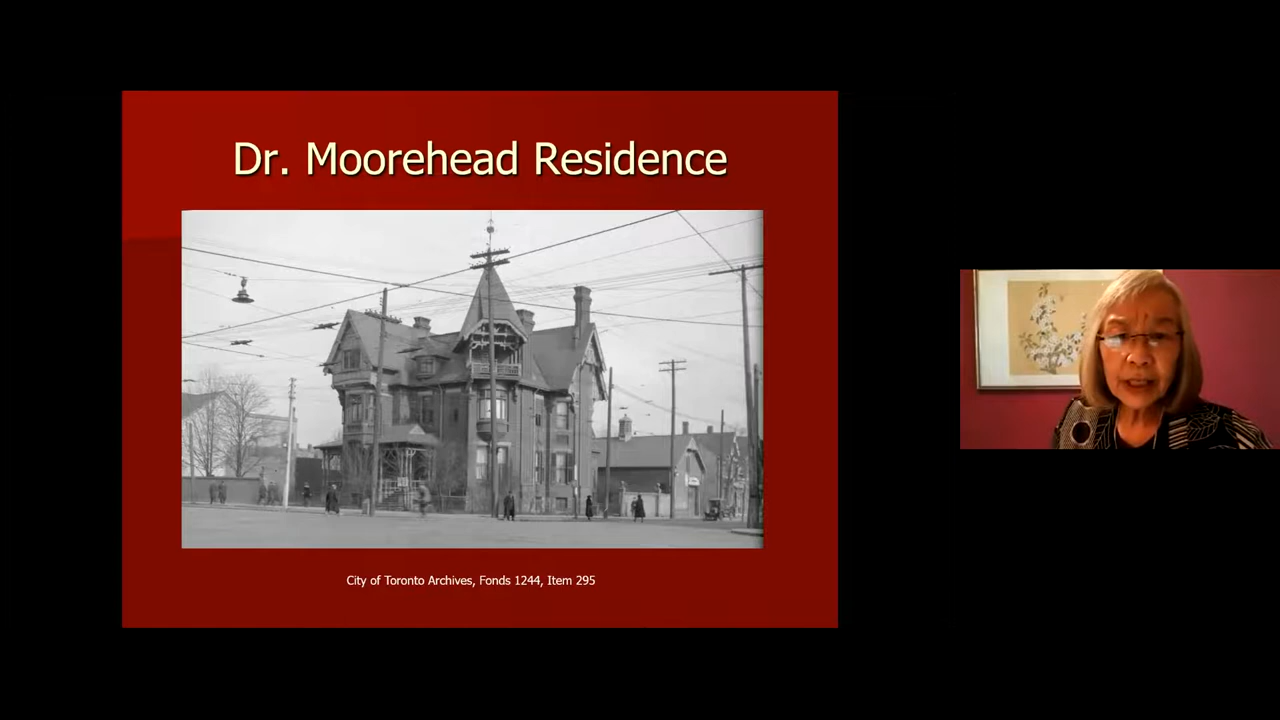 Dr. Moorehead Residence
City of Toronto Archives, Fonds 1244, Item 295